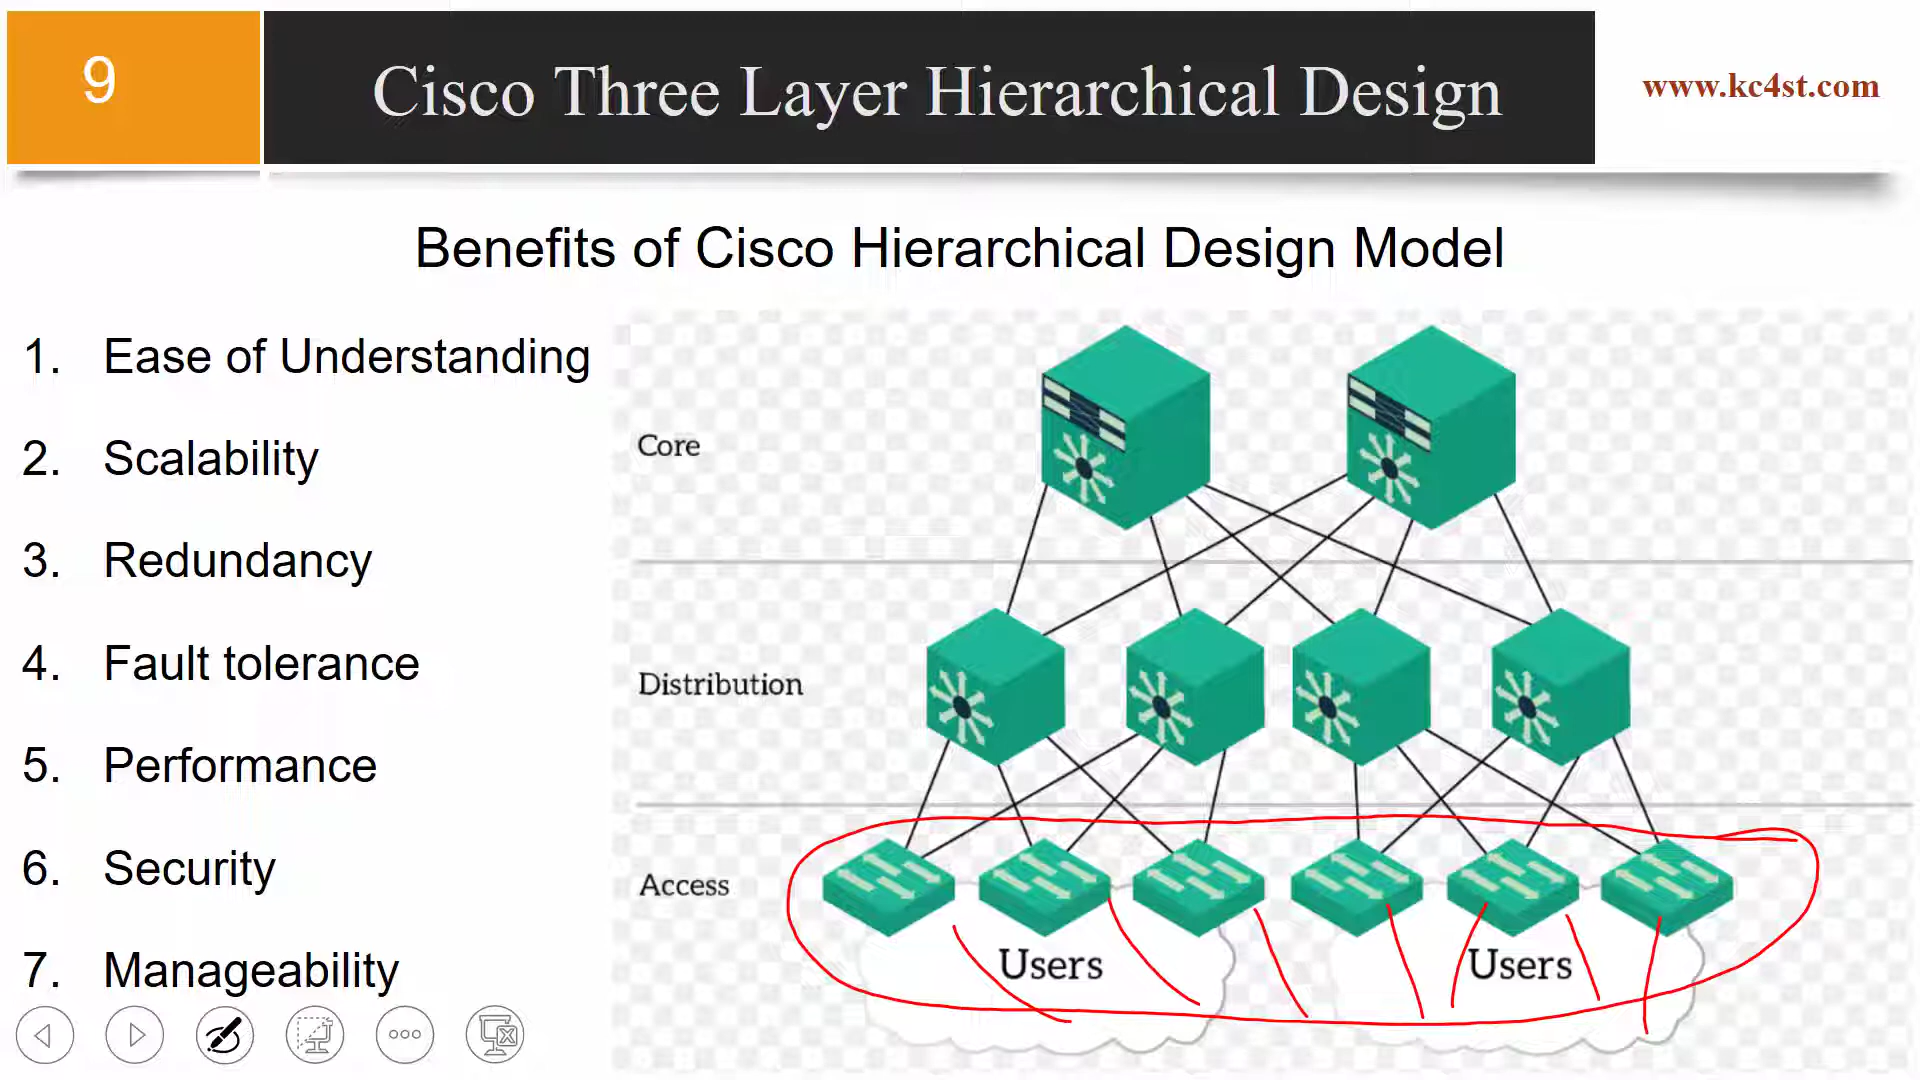 9
Cisco Three Layer Hierarchical Design
www.kc4st.com
Benefits of Cisco Hierarchical Design Model
1. Ease of Understanding
2. Scalability
3. Redundancy
4. Fault tolerance
5. Performance
6. Security
7. Manageability
Core
Distribution
Access
Users
Users